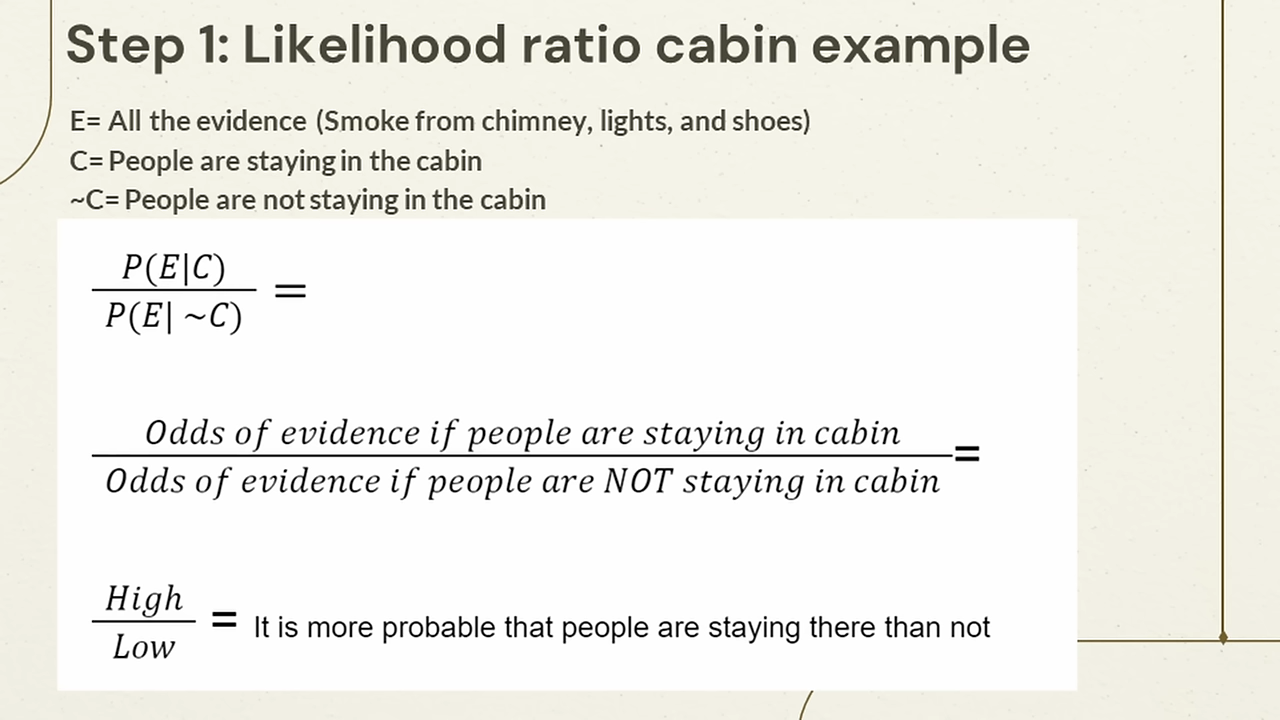 Step 1: Likelihood ratio cabin example
E= All the evidence (Smoke from chimney, lights, and shoes)
C= People are staying in the cabin
~C= People are not staying in the cabin
P(E|C)
P(E| ~C)
=
Odds of evidence if people are staying in cabin
Odds of evidence if people are NOT staying in cabin
=
High
Low
= It is more probable that people are staying there than not